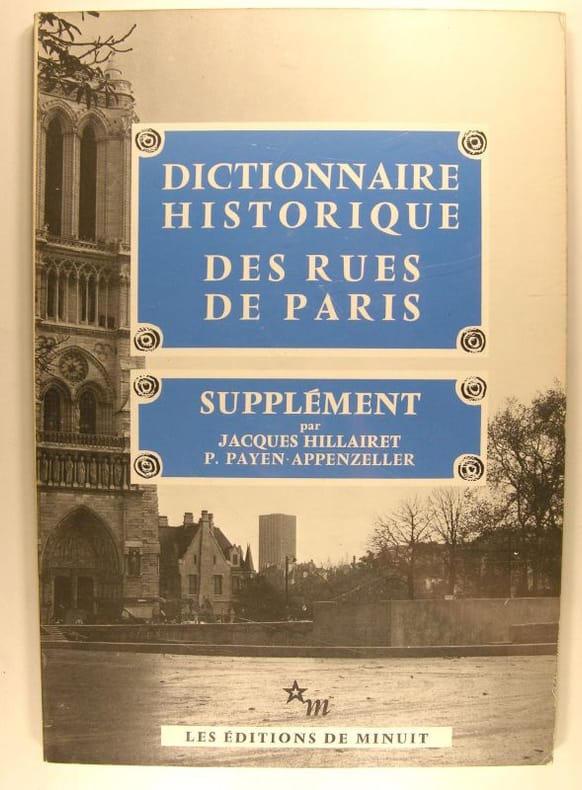 DICTIONNAIRE
HISTORIQUE
DES RUES
DE PARIS
SUPPLÉMENT
par
JACQUES HILLAIRET
P. PAYEN-APPENZELLER
m
LES ÉDITIONS DE MINUIT